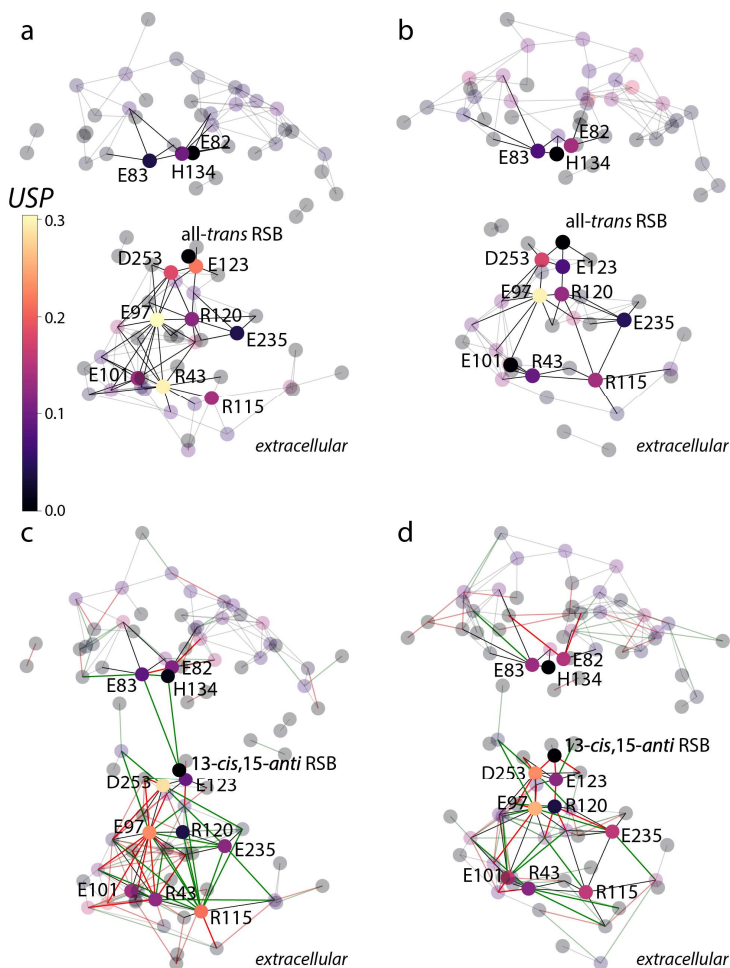 a
b
E82
E83
H134
E82
E83
H134
USP
0.3
0.2
0.1
0.0
all-trans RSB
D253
E123
E97
R120
E235
E101
R43
R115
extracellular
all-trans RSB
D253
E123
E97
R120
E235
E101
R43
R115
extracellular
c
d
E82
E83
H134
E82
E83
H134
13-cis,15-anti RSB
D253
E123
E97
R120
E235
E101
R43
R115
extracellular
13-cis,15-anti RSB
D253
E123
E97
R120
E235
E101
R43
R115
extracellular